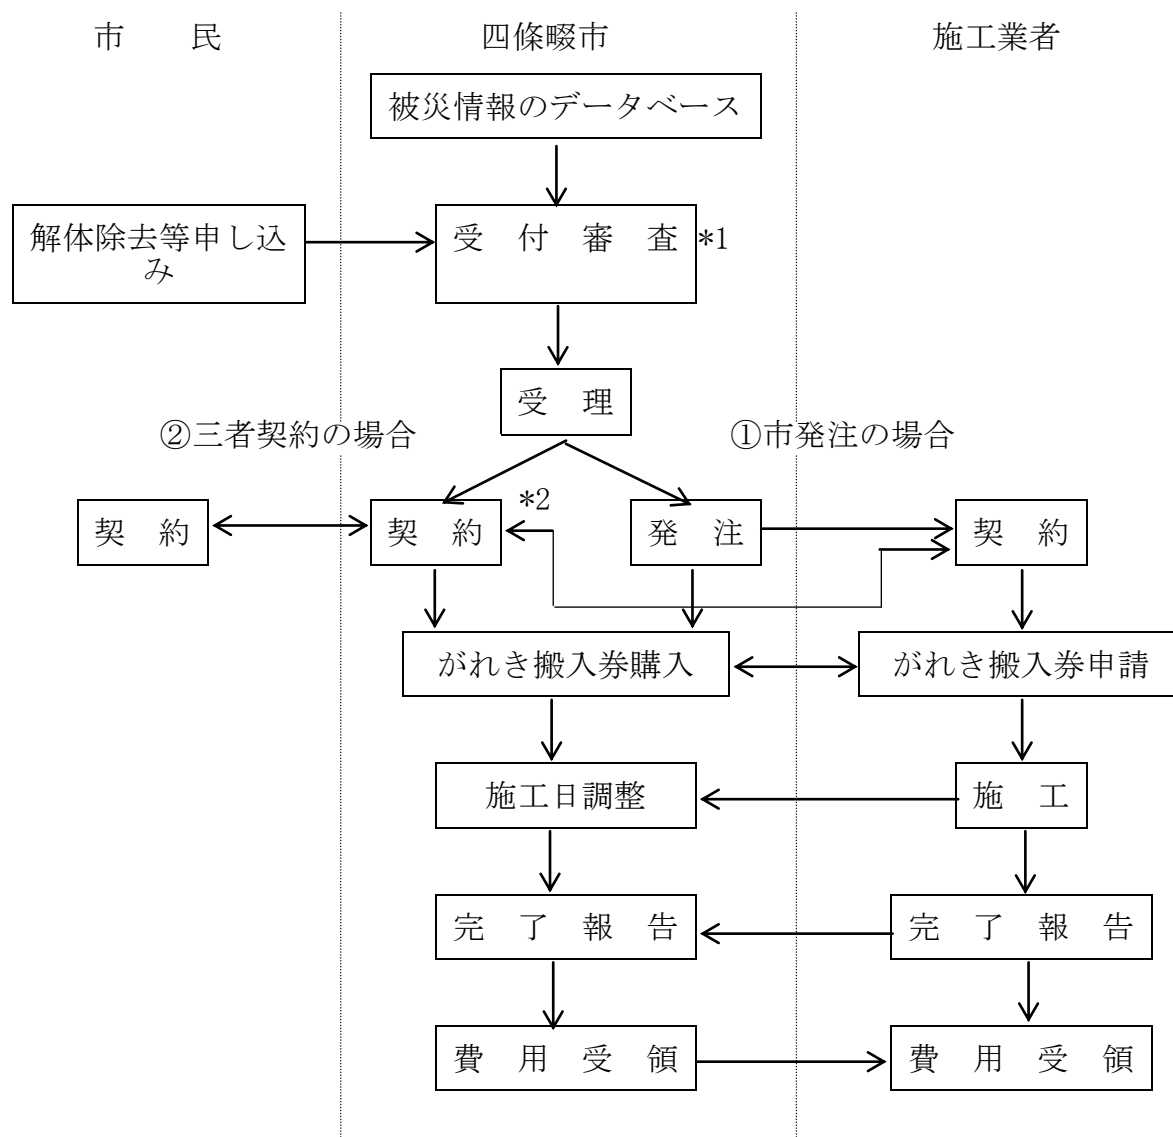 市　民
四條畷市
施工業者
被災情報のデータベース
解体除去等申し込
み
受　付　審　査
*1
受　理
②三者契約の場合
①市発注の場合
契　約
契　約
*2
発　注
契　約
がれき搬入券購入
がれき搬入券申請
施工日調整
施　工
完　了　報　告
完　了　報　告
費　用　受　領
費　用　受　領